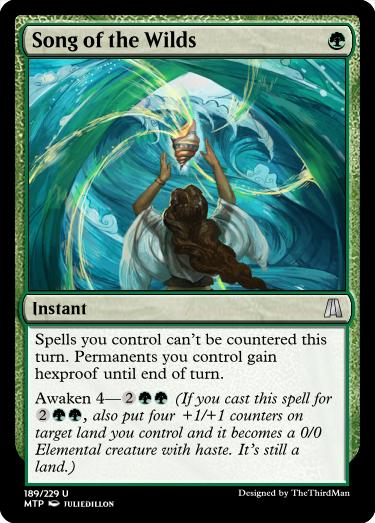 Song of the Wilds
Instant
Spells you control can't be countered this
turn. Permanents you control gain
hexproof until end of turn.
Awaken 4—2 (If you cast this spell for
2, also put four +1/+1 counters on
target land you control and it becomes a 0/0
Elemental creature with haste. It's still a
land.)
189/229 U
MTP JULIEDILLON
Designed by TheThirdMan